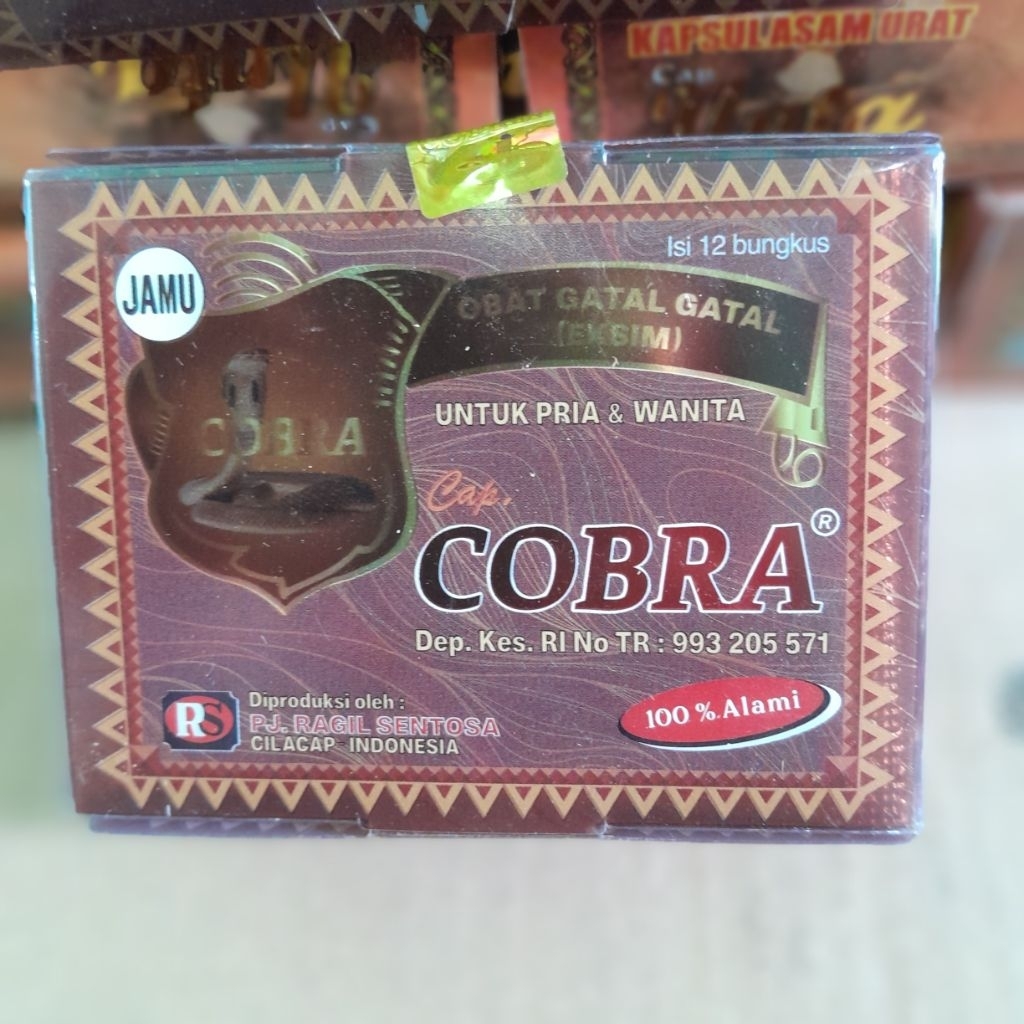 KAPSUL ASAM URAT
CAP
Isi 12 bungkus
JAMU
OBAT GATAL GATAL
(EKSIM)
UNTUK PRIA & WANITA
COBRA
Cap.
COBRA®
Dep. Kes. RI No TR : 993 205 571
100 % Alami
RS
Diproduksi oleh :
PJ. RAGIL SENTOSA
CILACAP - INDONESIA